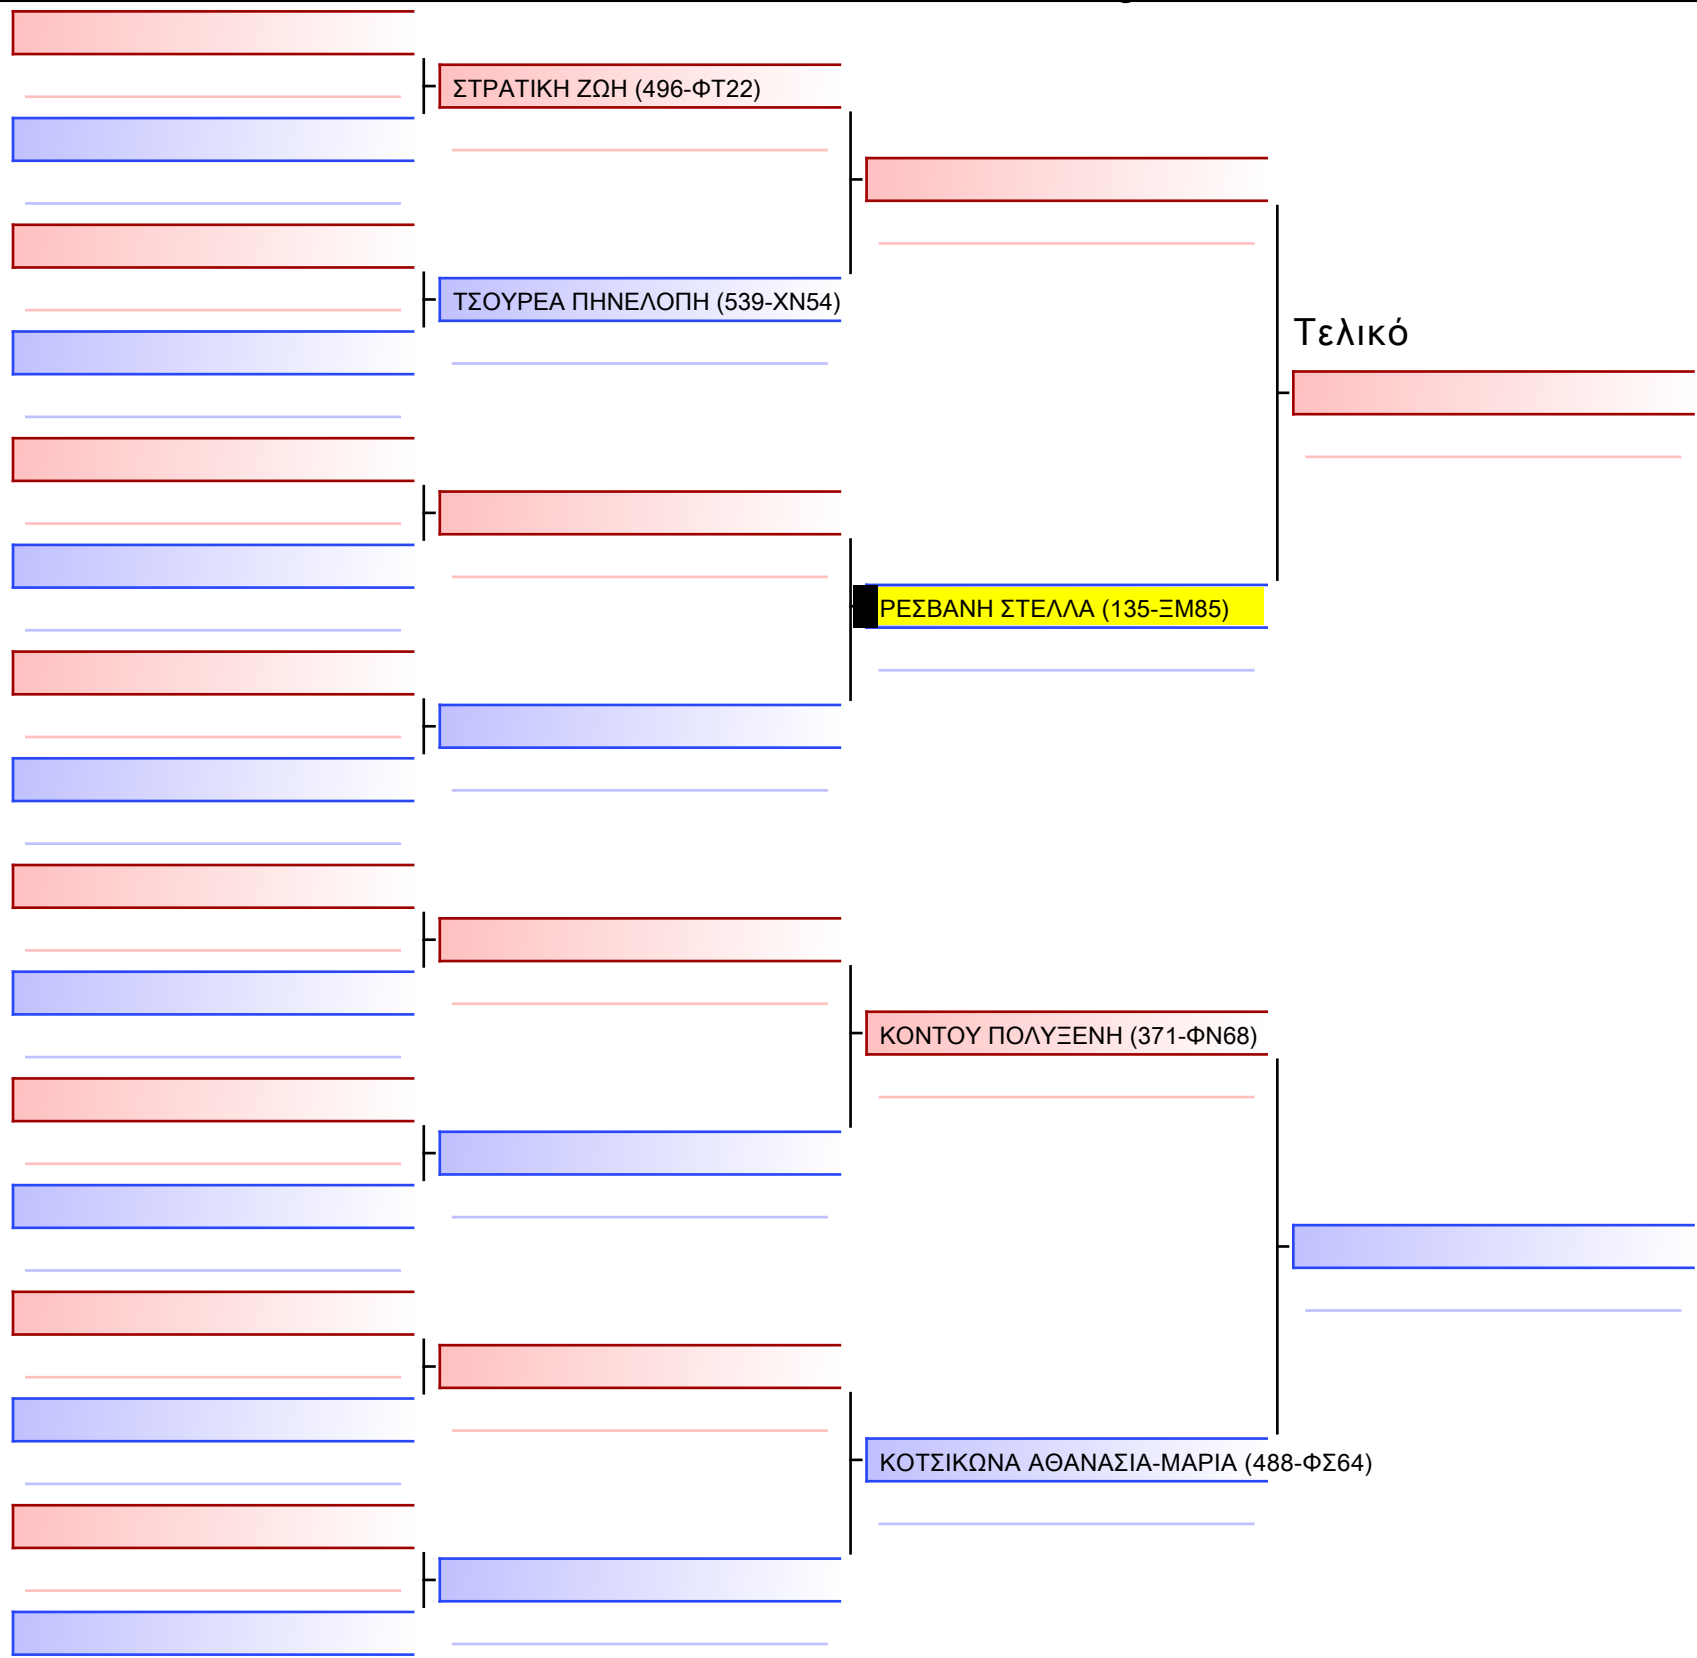 ΣΤΡΑΤΙΚΗ ΖΩΗ (496-ΦΤ22)
ΤΣΟΥΡΕΑ ΠΗΝΕΛΟΠΗ (539-ΧΝ54)
Τελικό
ΡΕΣΒΑΝΗ ΣΤΕΛΛΑ (135-ΞΜ85)
ΚΟΝΤΟΥ ΠΟΛΥΞΕΝΗ (371-ΦΝ68)
ΚΟΤΣΙΚΩΝΑ ΑΘΑΝΑΣΙΑ-ΜΑΡΙΑ (488-ΦΣ64)